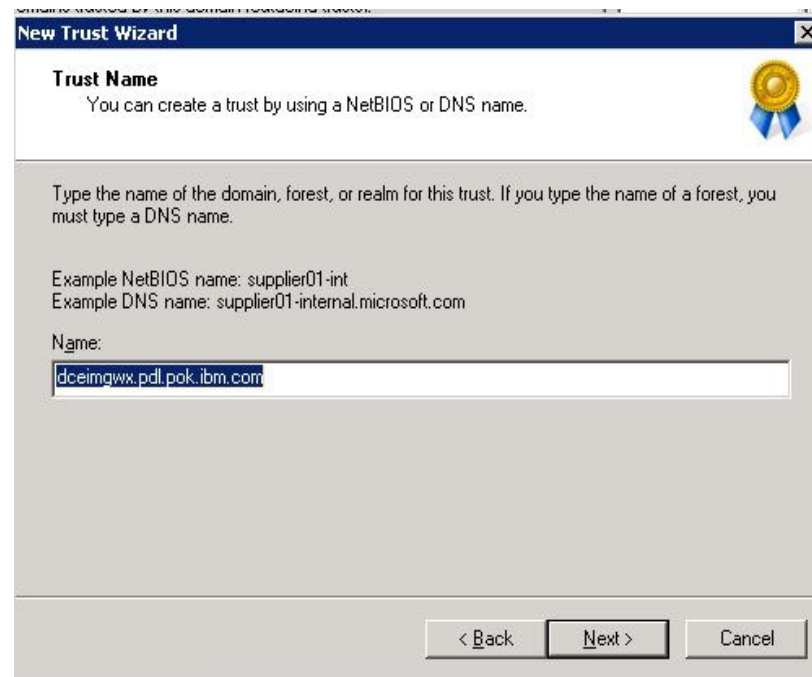 New Trust Wizard
Trust Name
You can create a trust by using a NetBIOS or DNS name.
Type the name of the domain, forest, or realm for this trust. If you type the name of a forest, you
must type a DNS name.
Example NetBIOS name: supplier01-int
Example DNS name: supplier01-internal.microsoft.com
Name:
dceimgwx.pdl.pok.ibm.com
< Back
Next >
Cancel